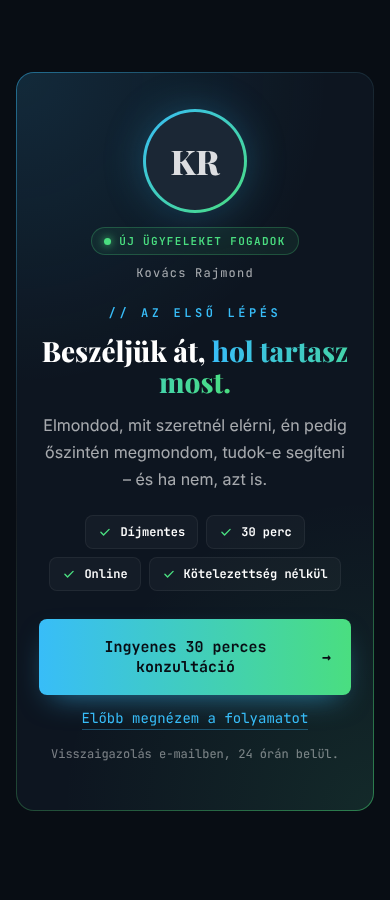 KR
ÚJ ÜGYFELEKET FOGADOK
Kovács Rajmond
// AZ ELSŐ LÉPÉS
Beszéljük át, hol tartasz
most.
Elmondod, mit szeretnél elérni, én pedig
őszintén megmondom, tudok-e segíteni
– és ha nem, azt is.
✓ Díjmentes ✓ 30 perc
✓ Online ✓ Kötelezettség nélkül
Ingyenes 30 perces
konzultáció →
Előbb megnézem a folyamatot
Visszaigazolás e-mailben, 24 órán belül.